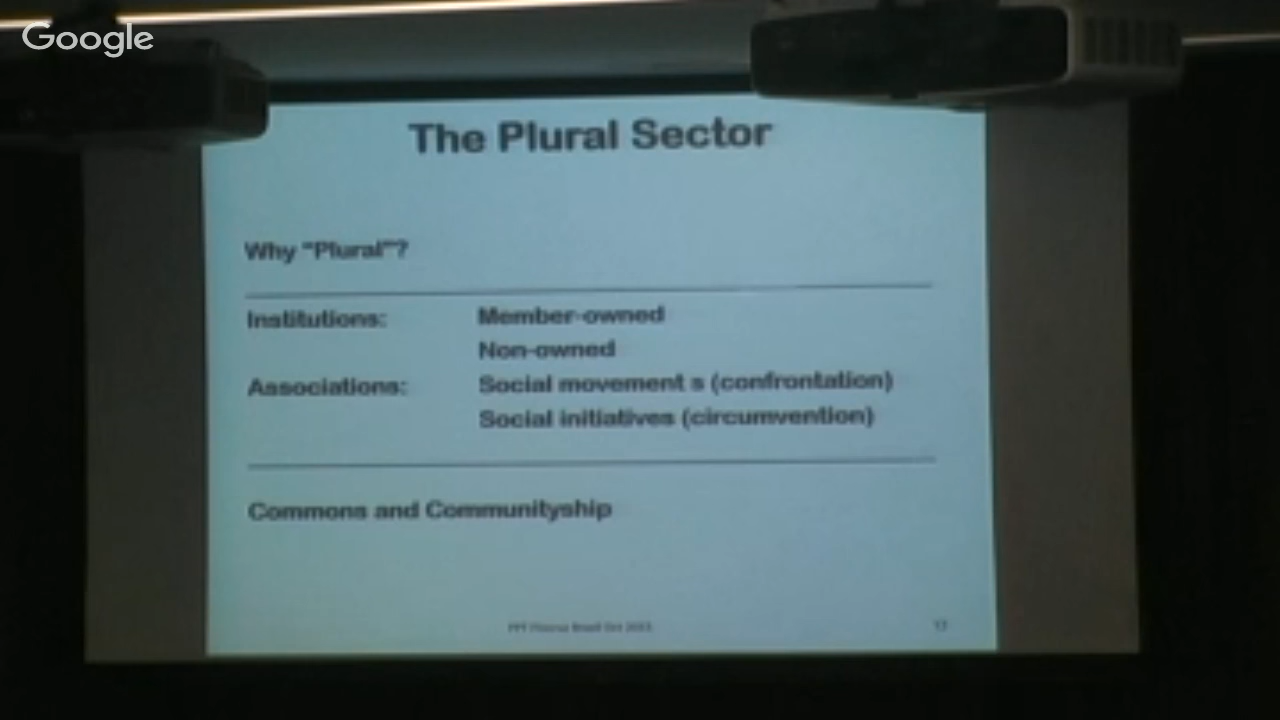 Google
The Plural Sector
Why "Plural"?
Institutions: Member-owned
Non-owned
Associations: Social movement s (confrontation)
Social initiatives (circumvention)
Commons and Communityship